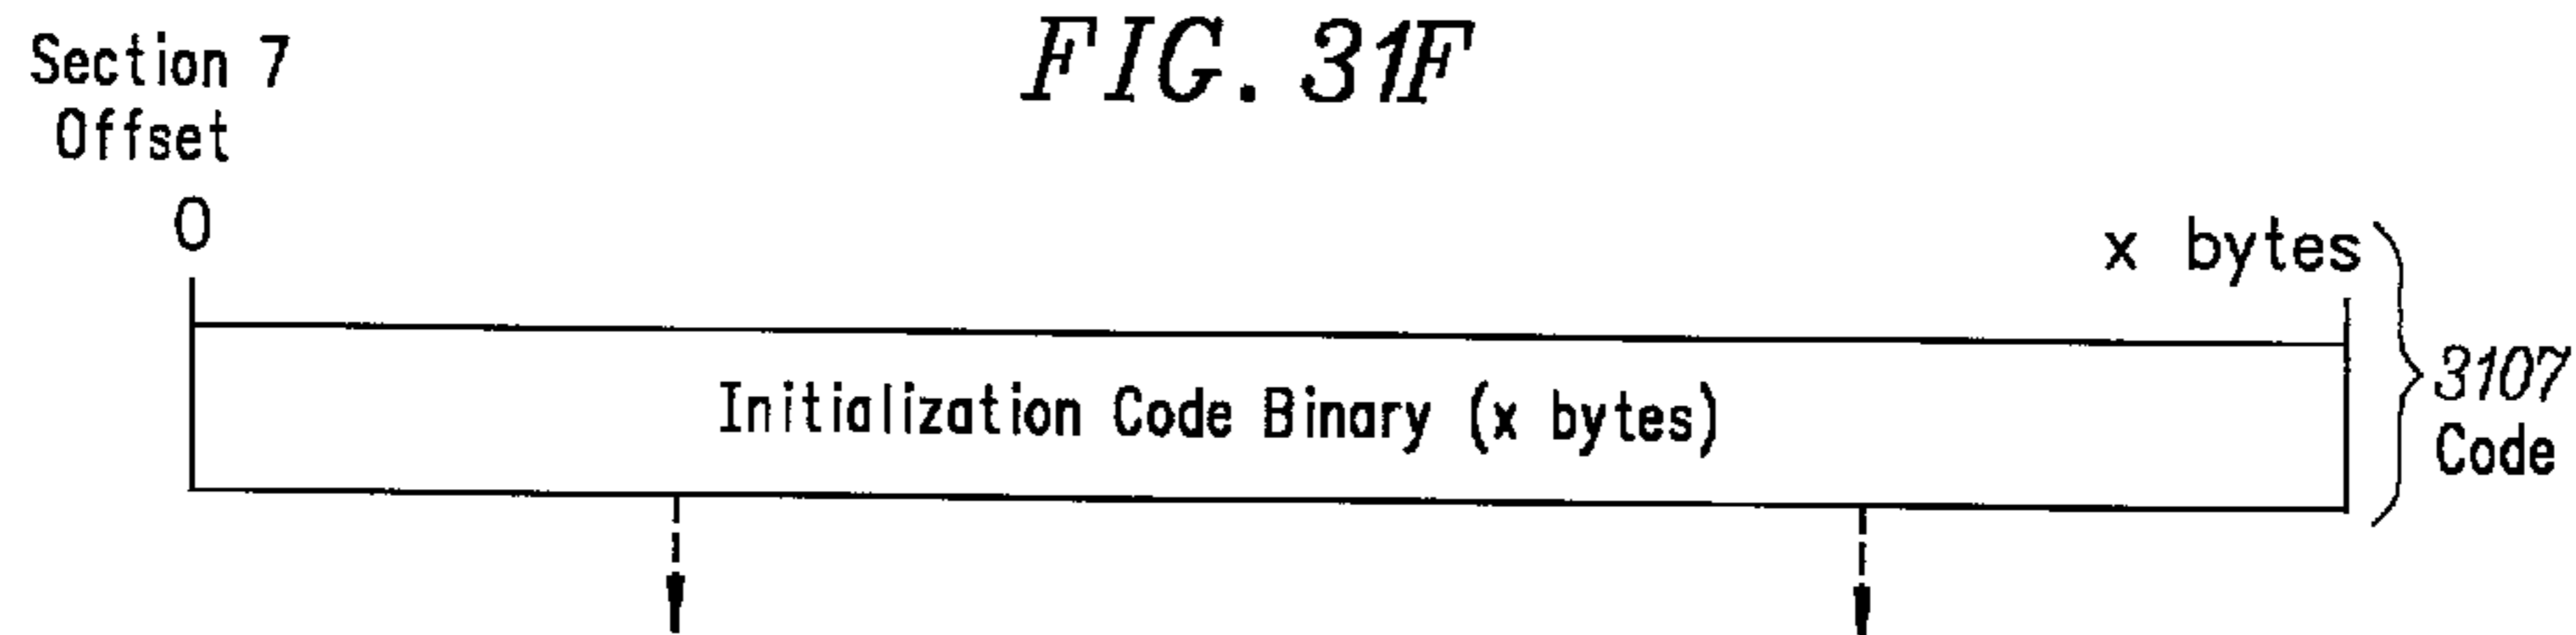 FIG. 31F
Section 7
Offset
0
x bytes
Initialization Code Binary (x bytes)
3107
Code